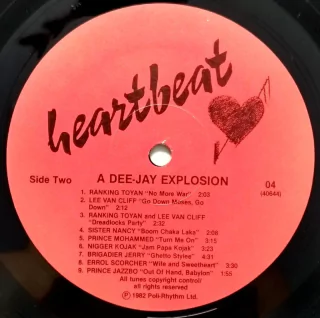 heartbeat
A DEE-JAY EXPLOSION
Side Two
04
(40644)
1. RANKING TOYAN "No More War" 2:03
2. LEE VAN CLIFF "Go Down Moses, Go
Down" 2:12
3. RANKING TOYAN and LEE VAN CLIFF
"Dreadlocks Party" 2:32
4. SISTER NANCY "Boom Chaka Laka" 2:08
5. PRINCE MOHAMMED "Turn Me On" 3:15
6. NIGGER KOJAK "Jam Papa Kojak" 3:23
7. BRIGADIER JERRY "Ghetto Stylee" 3:31
8. ERROL SCORCHER "Wife and Sweetheart" 3:30
9. PRINCE JAZZBO "Out Of Hand, Babylon" 1:55
All tunes copyright control/
all rights reserved
℗ 1982 Poli-Rhythm Ltd.